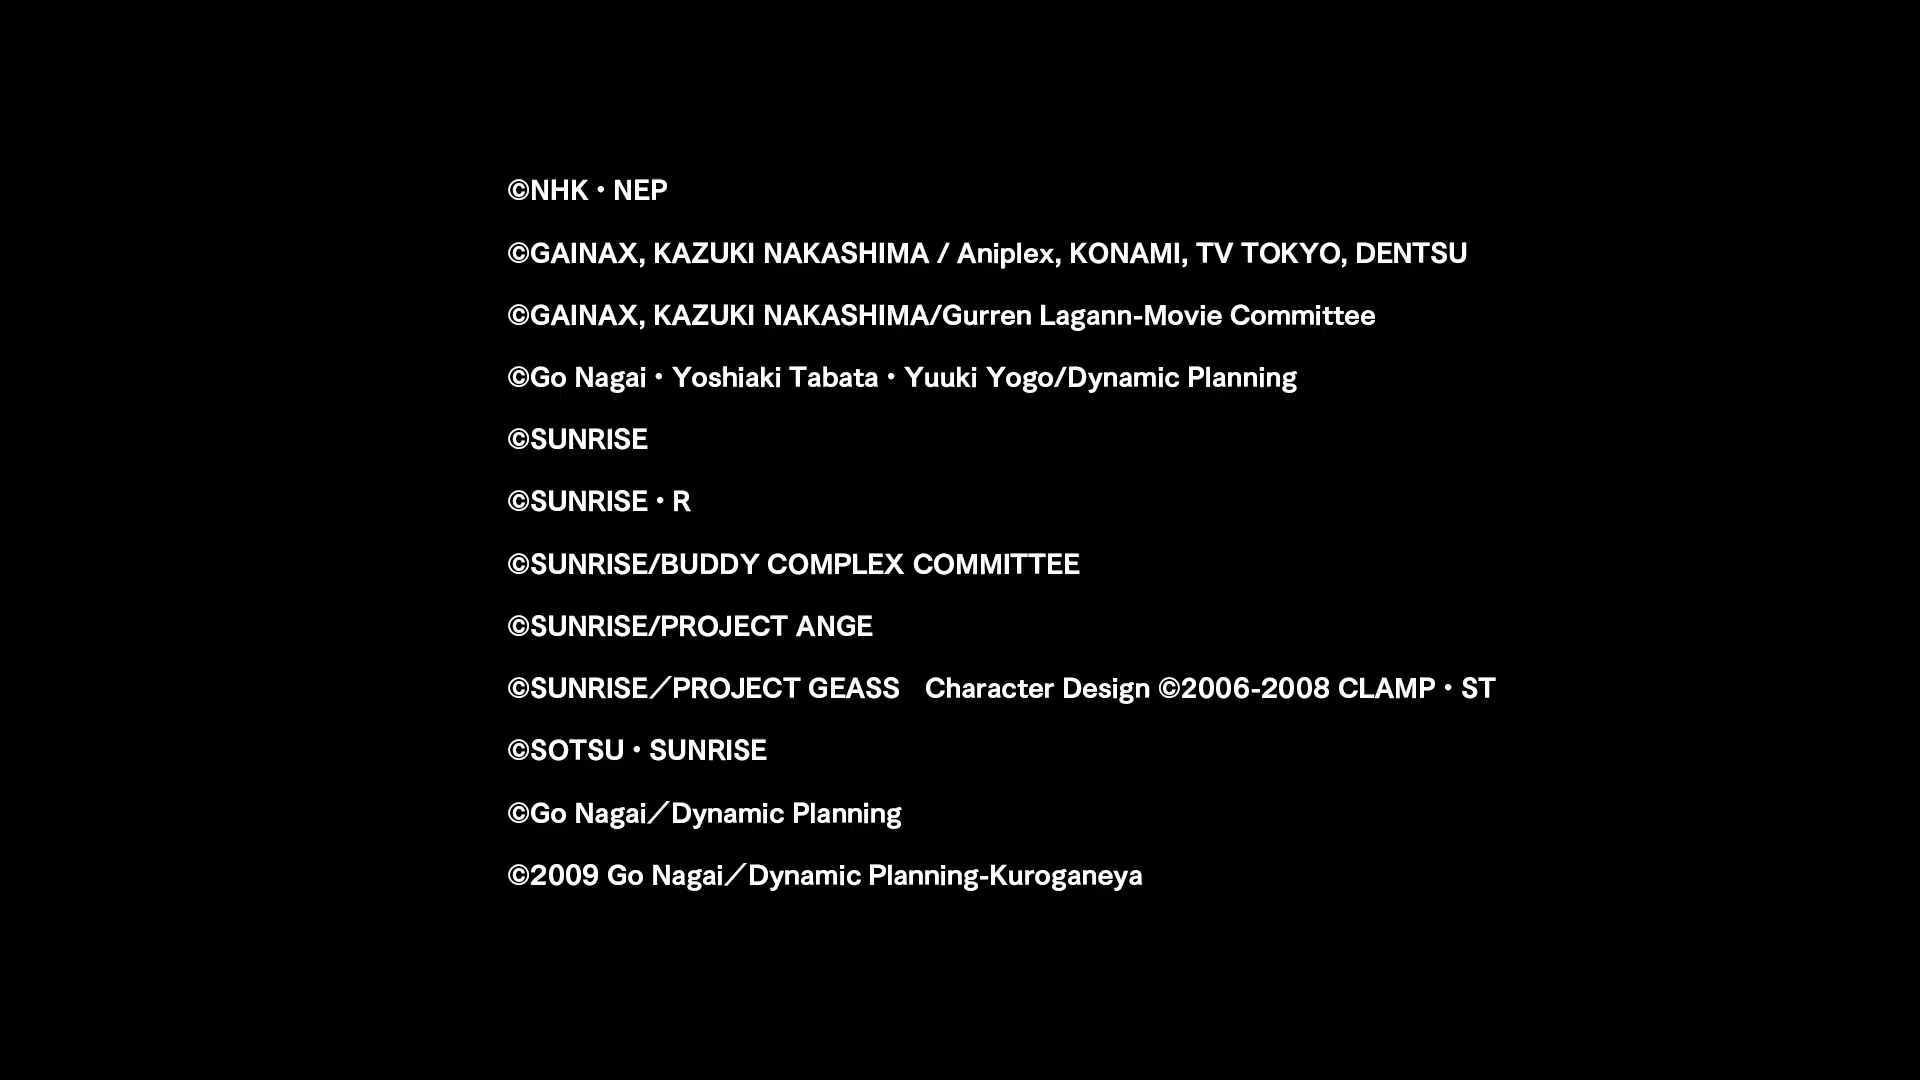 ©NHK・NEP
©GAINAX, KAZUKI NAKASHIMA / Aniplex, KONAMI, TV TOKYO, DENTSU
©GAINAX, KAZUKI NAKASHIMA/Gurren Lagann-Movie Committee
©Go Nagai・Yoshiaki Tabata・Yuuki Yogo/Dynamic Planning
©SUNRISE
©SUNRISE・R
©SUNRISE/BUDDY COMPLEX COMMITTEE
©SUNRISE/PROJECT ANGE
©SUNRISE/PROJECT GEASS　Character Design ©2006-2008 CLAMP・ST
©SOTSU・SUNRISE
©Go Nagai/Dynamic Planning
©2009 Go Nagai/Dynamic Planning-Kuroganeya